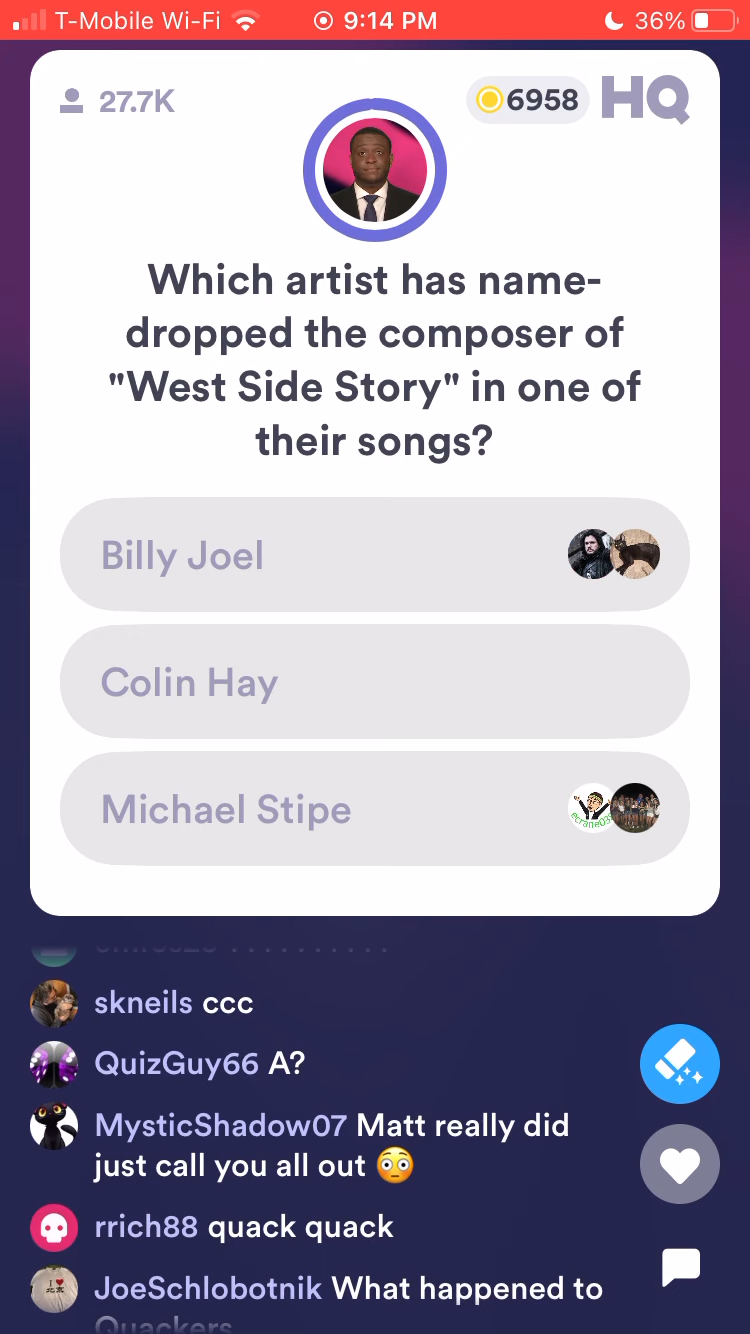 T-Mobile Wi-Fi 9:14 PM 36%
27.7K 6958 HQ
Which artist has name-
dropped the composer of
"West Side Story" in one of
their songs?
Billy Joel
Colin Hay
Michael Stipe
skneils ccc
QuizGuy66 A?
MysticShadow07 Matt really did
just call you all out 😳
rrich88 quack quack
JoeSchlobotnik What happened to
Quackers